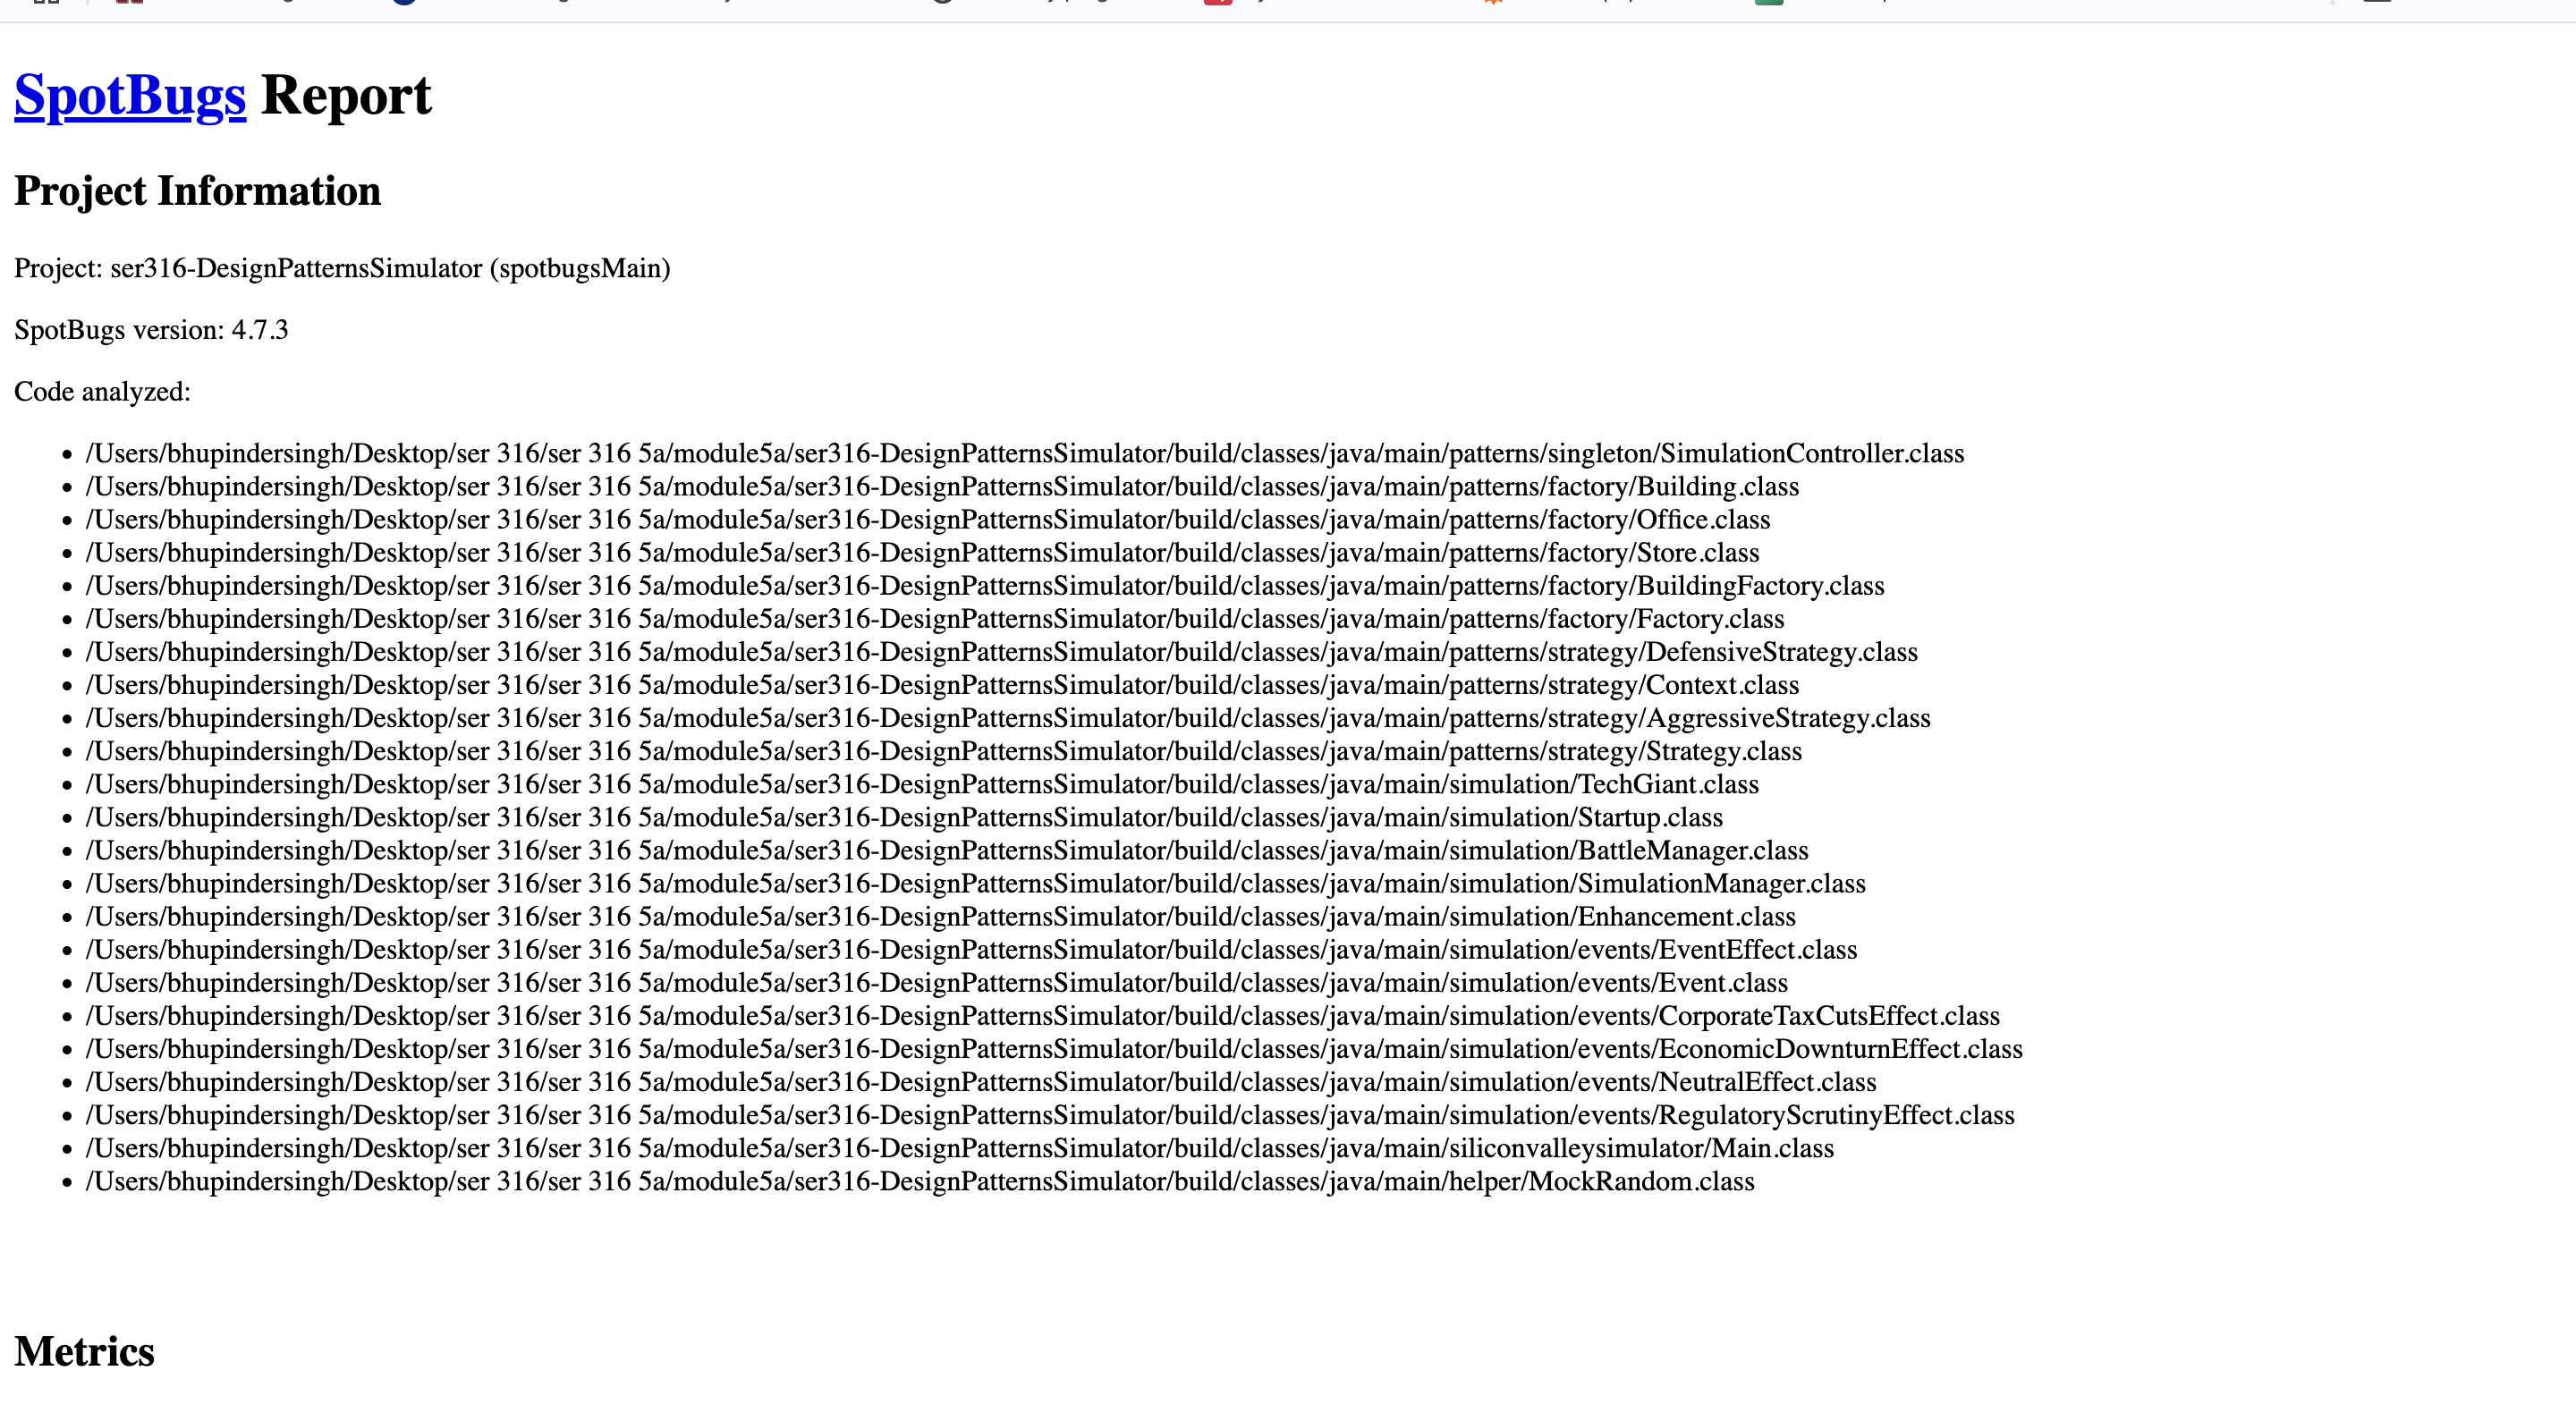 SpotBugs Report
Project Information
Project: ser316-DesignPatternsSimulator (spotbugsMain)
SpotBugs version: 4.7.3
Code analyzed:
• /Users/bhupindersingh/Desktop/ser 316/ser 316 5a/module5a/ser316-DesignPatternsSimulator/build/classes/java/main/patterns/singleton/SimulationController.class
• /Users/bhupindersingh/Desktop/ser 316/ser 316 5a/module5a/ser316-DesignPatternsSimulator/build/classes/java/main/patterns/factory/Building.class
• /Users/bhupindersingh/Desktop/ser 316/ser 316 5a/module5a/ser316-DesignPatternsSimulator/build/classes/java/main/patterns/factory/Office.class
• /Users/bhupindersingh/Desktop/ser 316/ser 316 5a/module5a/ser316-DesignPatternsSimulator/build/classes/java/main/patterns/factory/Store.class
• /Users/bhupindersingh/Desktop/ser 316/ser 316 5a/module5a/ser316-DesignPatternsSimulator/build/classes/java/main/patterns/factory/BuildingFactory.class
• /Users/bhupindersingh/Desktop/ser 316/ser 316 5a/module5a/ser316-DesignPatternsSimulator/build/classes/java/main/patterns/factory/Factory.class
• /Users/bhupindersingh/Desktop/ser 316/ser 316 5a/module5a/ser316-DesignPatternsSimulator/build/classes/java/main/patterns/strategy/DefensiveStrategy.class
• /Users/bhupindersingh/Desktop/ser 316/ser 316 5a/module5a/ser316-DesignPatternsSimulator/build/classes/java/main/patterns/strategy/Context.class
• /Users/bhupindersingh/Desktop/ser 316/ser 316 5a/module5a/ser316-DesignPatternsSimulator/build/classes/java/main/patterns/strategy/AggressiveStrategy.class
• /Users/bhupindersingh/Desktop/ser 316/ser 316 5a/module5a/ser316-DesignPatternsSimulator/build/classes/java/main/patterns/strategy/Strategy.class
• /Users/bhupindersingh/Desktop/ser 316/ser 316 5a/module5a/ser316-DesignPatternsSimulator/build/classes/java/main/simulation/TechGiant.class
• /Users/bhupindersingh/Desktop/ser 316/ser 316 5a/module5a/ser316-DesignPatternsSimulator/build/classes/java/main/simulation/Startup.class
• /Users/bhupindersingh/Desktop/ser 316/ser 316 5a/module5a/ser316-DesignPatternsSimulator/build/classes/java/main/simulation/BattleManager.class
• /Users/bhupindersingh/Desktop/ser 316/ser 316 5a/module5a/ser316-DesignPatternsSimulator/build/classes/java/main/simulation/SimulationManager.class
• /Users/bhupindersingh/Desktop/ser 316/ser 316 5a/module5a/ser316-DesignPatternsSimulator/build/classes/java/main/simulation/Enhancement.class
• /Users/bhupindersingh/Desktop/ser 316/ser 316 5a/module5a/ser316-DesignPatternsSimulator/build/classes/java/main/simulation/events/EventEffect.class
• /Users/bhupindersingh/Desktop/ser 316/ser 316 5a/module5a/ser316-DesignPatternsSimulator/build/classes/java/main/simulation/events/Event.class
• /Users/bhupindersingh/Desktop/ser 316/ser 316 5a/module5a/ser316-DesignPatternsSimulator/build/classes/java/main/simulation/events/CorporateTaxCutsEffect.class
• /Users/bhupindersingh/Desktop/ser 316/ser 316 5a/module5a/ser316-DesignPatternsSimulator/build/classes/java/main/simulation/events/EconomicDownturnEffect.class
• /Users/bhupindersingh/Desktop/ser 316/ser 316 5a/module5a/ser316-DesignPatternsSimulator/build/classes/java/main/simulation/events/NeutralEffect.class
• /Users/bhupindersingh/Desktop/ser 316/ser 316 5a/module5a/ser316-DesignPatternsSimulator/build/classes/java/main/simulation/events/RegulatoryScrutinyEffect.class
• /Users/bhupindersingh/Desktop/ser 316/ser 316 5a/module5a/ser316-DesignPatternsSimulator/build/classes/java/main/siliconvalleysimulator/Main.class
• /Users/bhupindersingh/Desktop/ser 316/ser 316 5a/module5a/ser316-DesignPatternsSimulator/build/classes/java/main/helper/MockRandom.class
Metrics